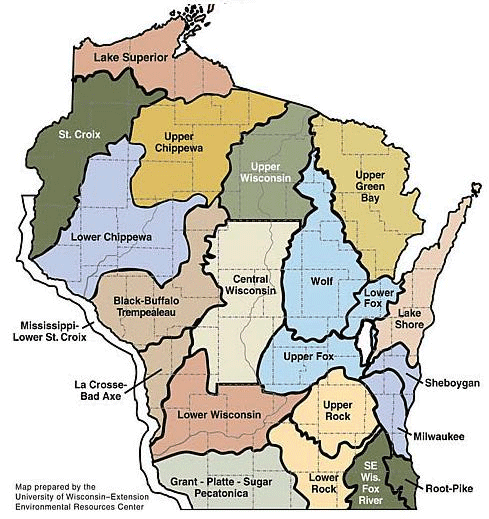 Lake Superior
St. Croix
Upper
Chippewa
Upper
Wisconsin
Upper
Green
Bay
Lower Chippewa
Central
Wisconsin
Wolf
Lower
Fox
Black-Buffalo
Trempealeau
Lake
Shore
Mississippi-
Lower St. Croix
Upper Fox
La Crosse-
Bad Axe
Sheboygan
Lower Wisconsin
Upper
Rock
Milwaukee
Grant - Platte - Sugar
Pecatonica
Lower
Rock
SE
Wis.
Fox
River
Root-Pike
Map prepared by the
University of Wisconsin–Extension
Environmental Resources Center